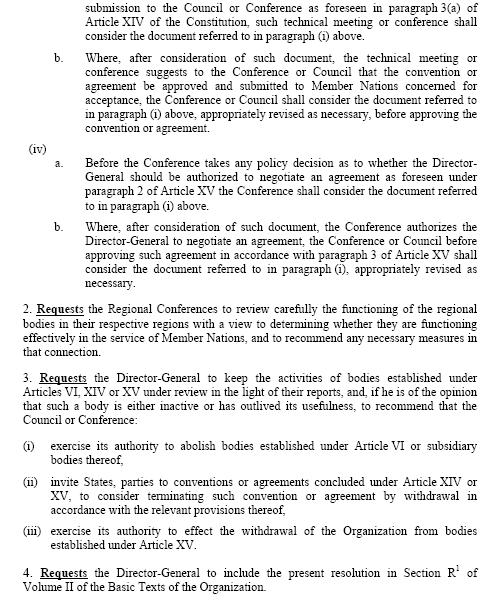 submission to the Council or Conference as foreseen in paragraph 3(a) of
Article XIV of the Constitution, such technical meeting or conference shall
consider the document referred to in paragraph (i) above.
b. Where, after consideration of such document, the technical meeting or
conference suggests to the Conference or Council that the convention or
agreement be approved and submitted to Member Nations concerned for
acceptance, the Conference or Council shall consider the document referred to
in paragraph (i) above, appropriately revised as necessary, before approving the
convention or agreement.
(iv)
a. Before the Conference takes any policy decision as to whether the Director-
General should be authorized to negotiate an agreement as foreseen under
paragraph 2 of Article XV the Conference shall consider the document referred
to in paragraph (i) above.
b. Where, after consideration of such document, the Conference authorizes the
Director-General to negotiate an agreement, the Conference or Council before
approving such agreement in accordance with paragraph 3 of Article XV shall
consider the document referred to in paragraph (i), appropriately revised as
necessary.
2. Requests the Regional Conferences to review carefully the functioning of the regional
bodies in their respective regions with a view to determining whether they are functioning
effectively in the service of Member Nations, and to recommend any necessary measures in
that connection.
3. Requests the Director-General to keep the activities of bodies established under
Articles VI, XIV or XV under review in the light of their reports, and, if he is of the opinion
that such a body is either inactive or has outlived its usefulness, to recommend that the
Council or Conference:
(i) exercise its authority to abolish bodies established under Article VI or subsidiary
bodies thereof,
(ii) invite States, parties to conventions or agreements concluded under Article XIV or
XV, to consider terminating such convention or agreement by withdrawal in
accordance with the relevant provisions thereof,
(iii) exercise its authority to effect the withdrawal of the Organization from bodies
established under Article XV.
4. Requests the Director-General to include the present resolution in Section R¹ of
Volume II of the Basic Texts of the Organization.